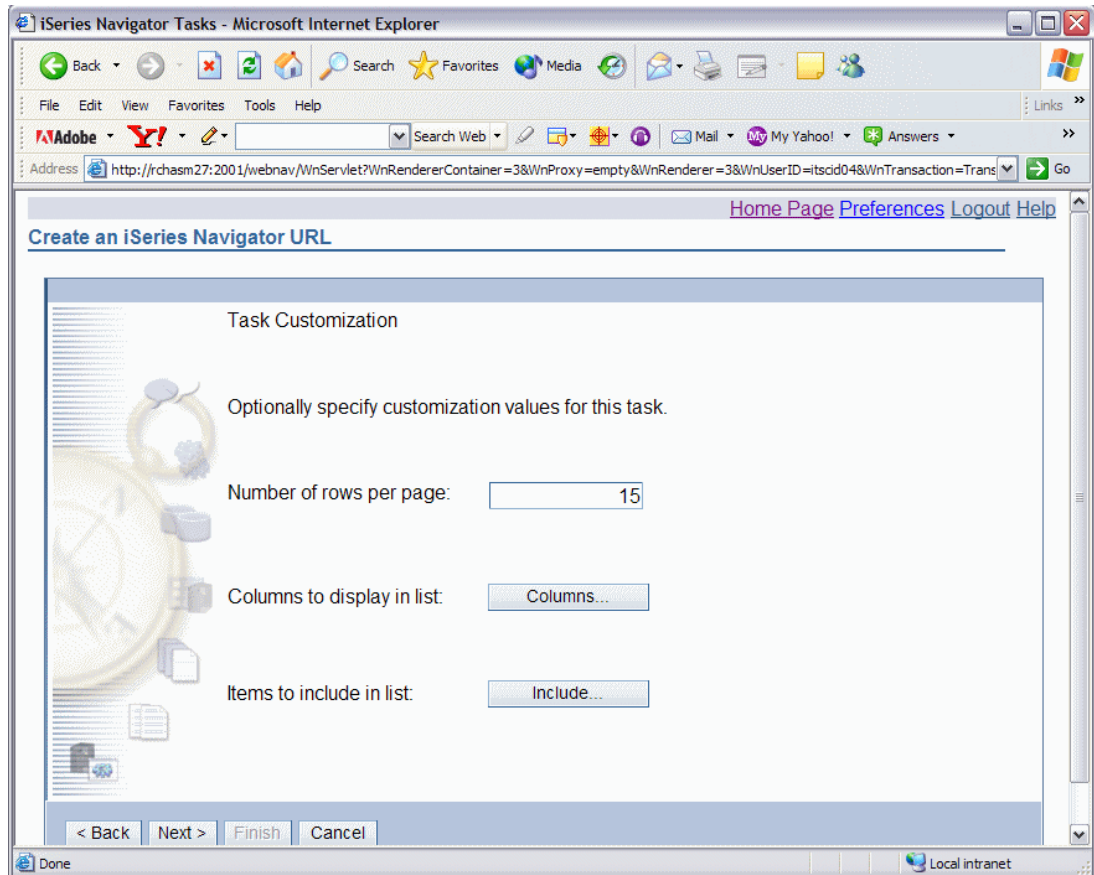 iSeries Navigator Tasks - Microsoft Internet Explorer
Back Search Favorites Media
File Edit View Favorites Tools Help Links »
Adobe Y! Search Web Mail My Yahoo! Answers »
Address http://rchasm27:2001/webnav/WnServlet?WnRendererContainer=3&WnProxy=empty&WnRenderer=3&WnUserID=itscid04&WnTransaction=Trans Go
Home Page Preferences Logout Help
Create an iSeries Navigator URL
Task Customization
Optionally specify customization values for this task.
Number of rows per page: 15
Columns to display in list: Columns...
Items to include in list: Include...
< Back Next > Finish Cancel
Done Local intranet